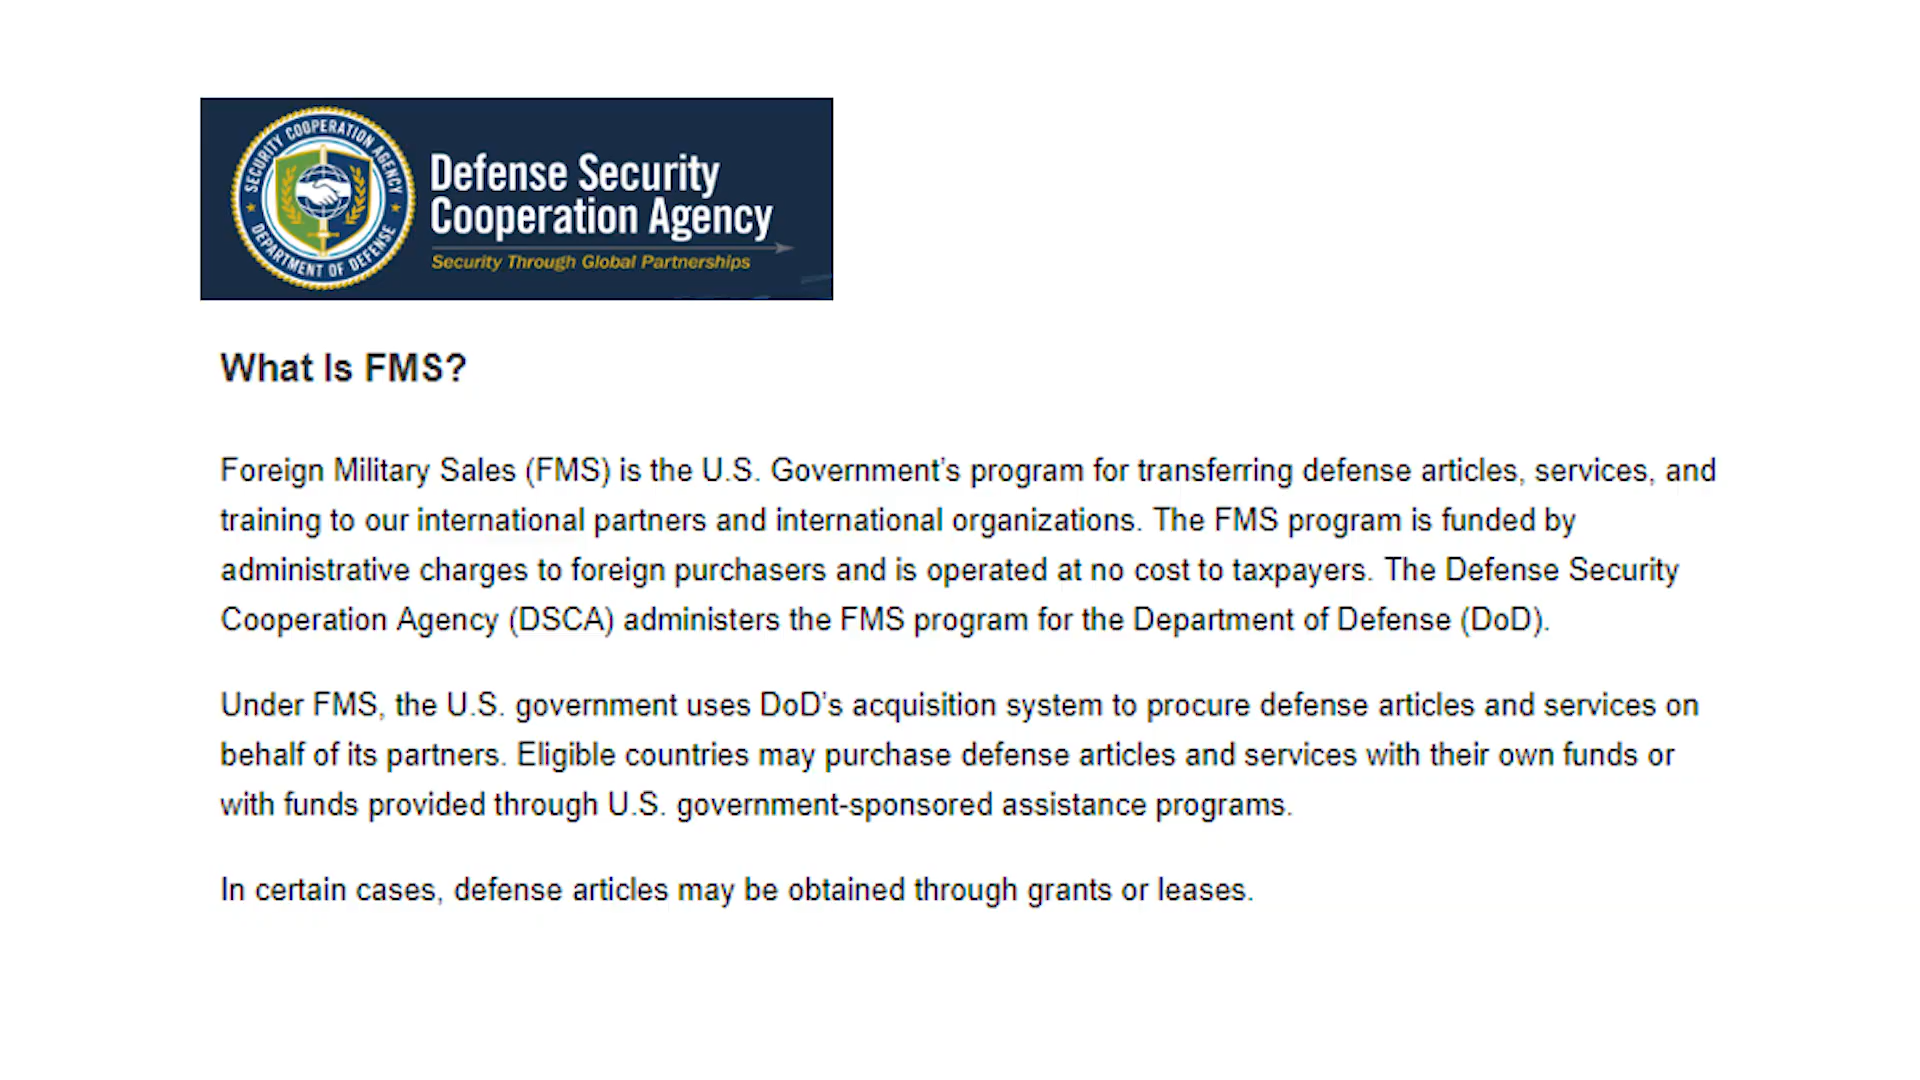 SECURITY COOPERATION AGENCY
DEPARTMENT OF DEFENSE
Defense Security
Cooperation Agency
Security Through Global Partnerships
What Is FMS?
Foreign Military Sales (FMS) is the U.S. Government’s program for transferring defense articles, services, and
training to our international partners and international organizations. The FMS program is funded by
administrative charges to foreign purchasers and is operated at no cost to taxpayers. The Defense Security
Cooperation Agency (DSCA) administers the FMS program for the Department of Defense (DoD).
Under FMS, the U.S. government uses DoD’s acquisition system to procure defense articles and services on
behalf of its partners. Eligible countries may purchase defense articles and services with their own funds or
with funds provided through U.S. government-sponsored assistance programs.
In certain cases, defense articles may be obtained through grants or leases.